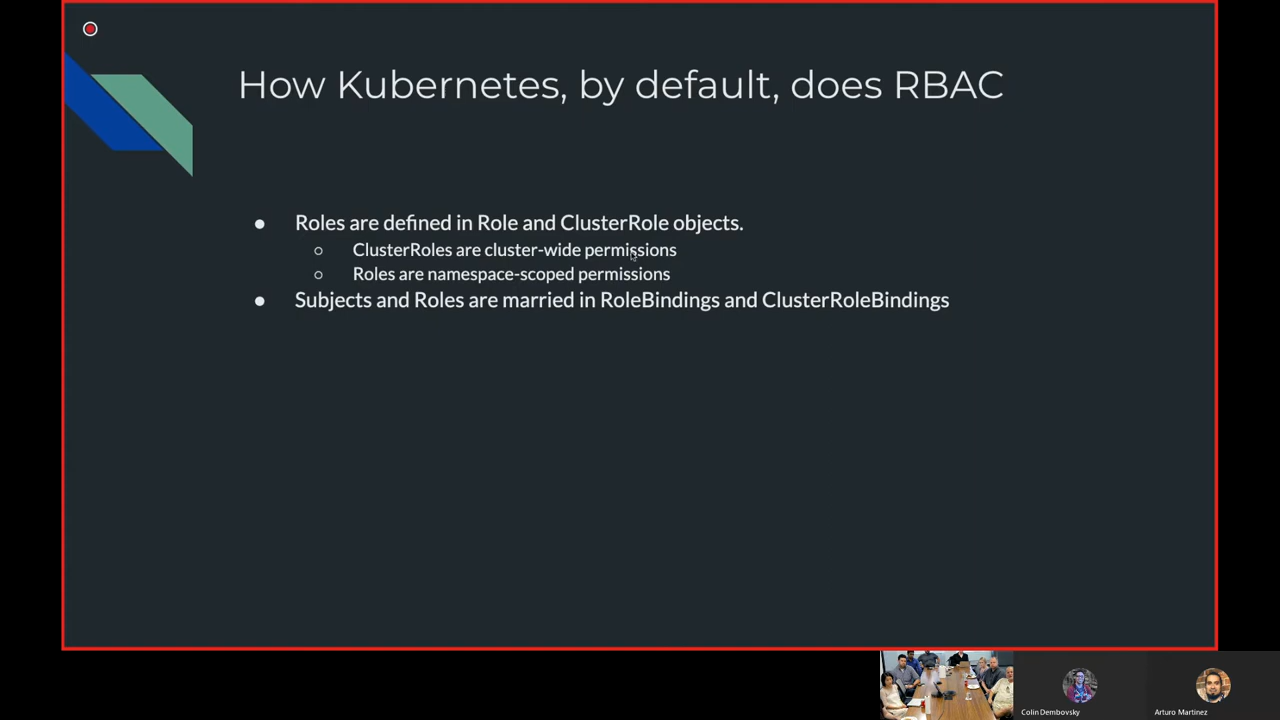 How Kubernetes, by default, does RBAC
● Roles are defined in Role and ClusterRole objects.
○ ClusterRoles are cluster-wide permissions
○ Roles are namespace-scoped permissions
● Subjects and Roles are married in RoleBindings and ClusterRoleBindings
Colin Dembovsky
Arturo Martinez